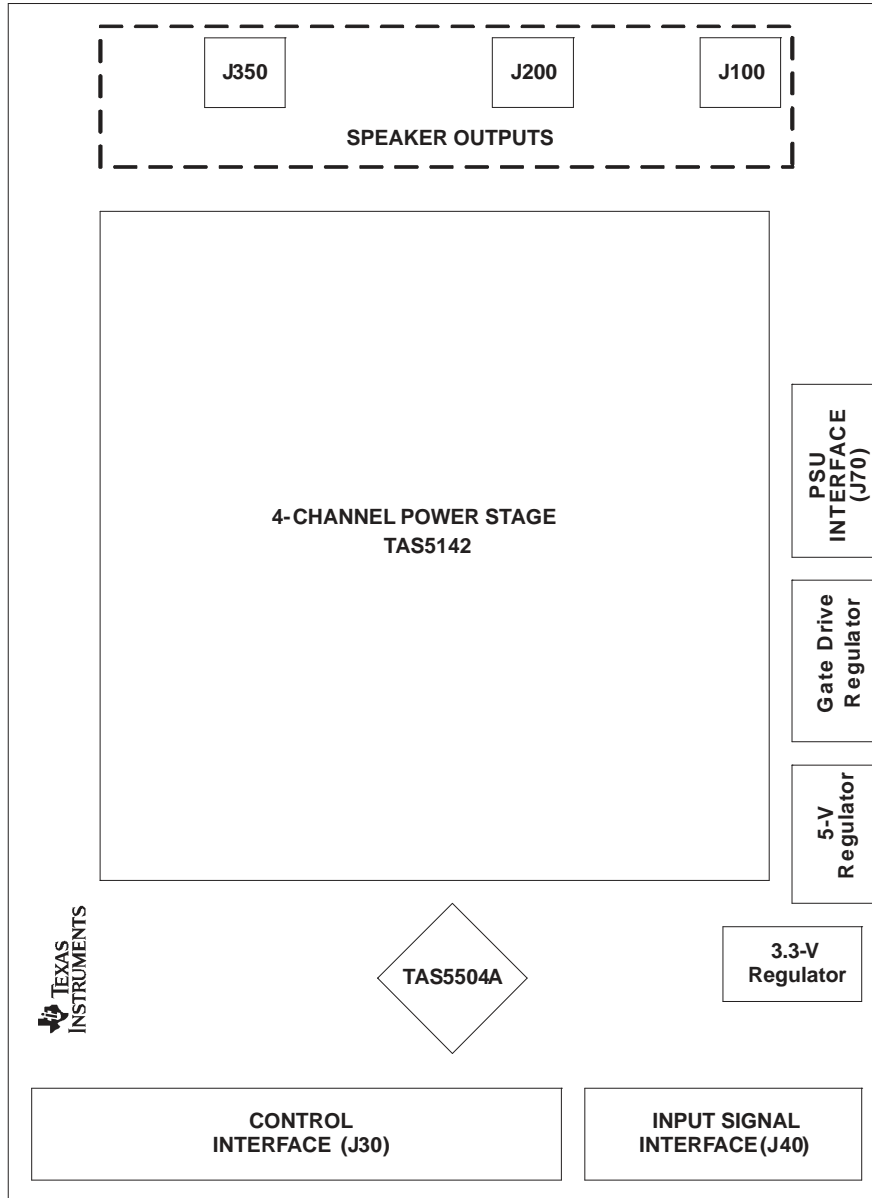 J350
J200
J100
SPEAKER OUTPUTS
4-CHANNEL POWER STAGE
TAS5142
PSU
INTERFACE
(J70)
Gate Drive
Regulator
5-V
Regulator
TEXAS
INSTRUMENTS
TAS5504A
3.3-V
Regulator
CONTROL
INTERFACE (J30)
INPUT SIGNAL
INTERFACE(J40)